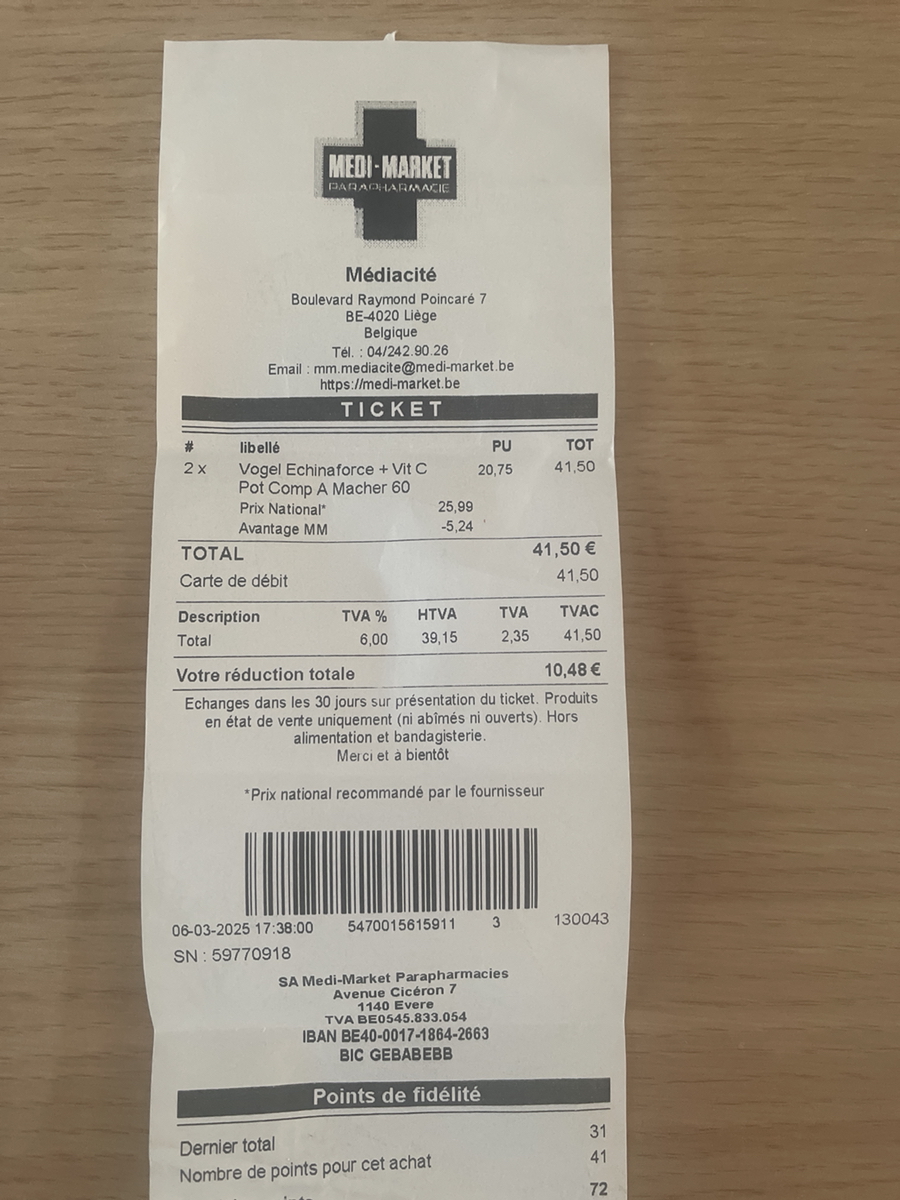 MEDI-MARKET
PARAPHARMACIE
Médiacité
Boulevard Raymond Poincaré 7
BE-4020 Liège
Belgique
Tél. : 04/242.90.26
Email : mm.mediacite@medi-market.be
https://medi-market.be
TICKET
# libellé PU TOT
2 x Vogel Echinaforce + Vit C 20,75 41,50
Pot Comp A Macher 60
Prix National* 25,99
Avantage MM -5,24
TOTAL 41,50 €
Carte de débit 41,50
Description TVA % HTVA TVA TVAC
Total 6,00 39,15 2,35 41,50
Votre réduction totale 10,48 €
Echanges dans les 30 jours sur présentation du ticket. Produits
en état de vente uniquement (ni abîmés ni ouverts). Hors
alimentation et bandagisterie.
Merci et à bientôt
*Prix national recommandé par le fournisseur
06-03-2025 17:38:00 5470015615911 3 130043
SN : 59770918
SA Medi-Market Parapharmacies
Avenue Cicéron 7
1140 Evere
TVA BE0545.833.054
IBAN BE40-0017-1864-2663
BIC GEBABEBB
Points de fidélité
Dernier total 31
Nombre de points pour cet achat 41
72